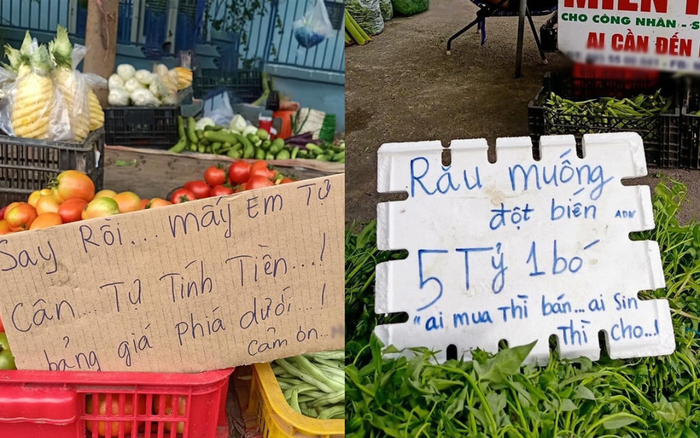 Say Rồi... mấy Em Tự
Cân... Tự Tính Tiền...!
bảng giá phía dưới...!
Cảm ơn...
MIỄN
CHO CÔNG NHÂN - S
AI CẦN ĐẾN
Rau muống
đột biến ADN
5 Tỷ 1 bó
"ai mua Thì bán... ai Sin
Thì cho..!